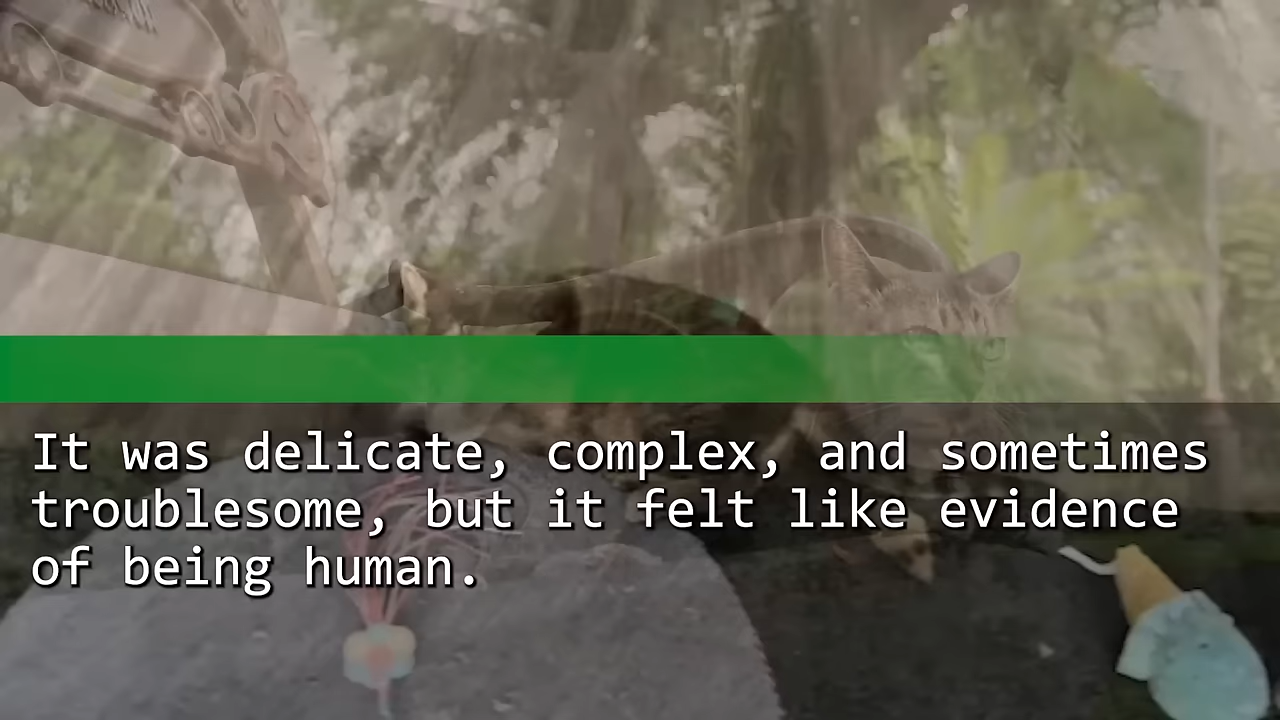 It was delicate, complex, and sometimes
troublesome, but it felt like evidence
of being human.